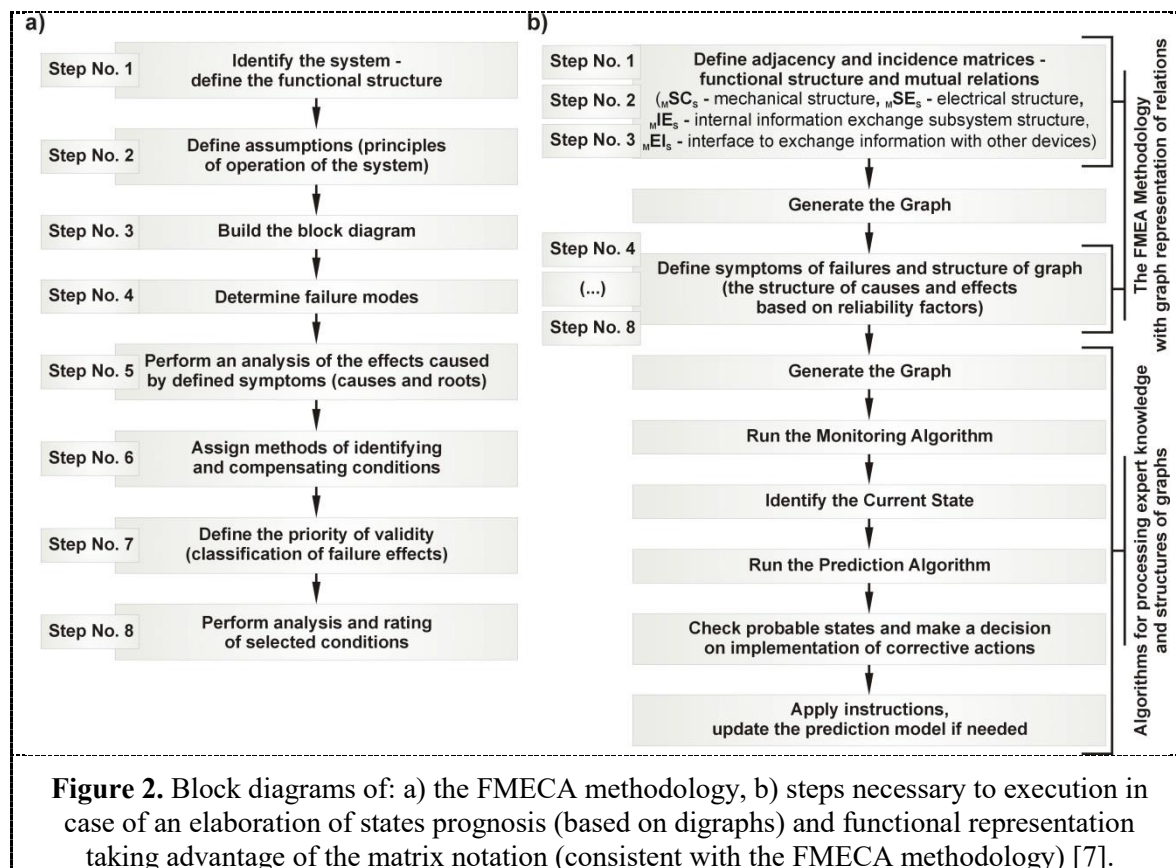 a)
Step No. 1
Identify the system -
define the functional structure
Step No. 2
Define assumptions (principles
of operation of the system)
Step No. 3
Build the block diagram
Step No. 4
Determine failure modes
Step No. 5
Perform an analysis of the effects caused
by defined symptoms (causes and roots)
Step No. 6
Assign methods of identifying
and compensating conditions
Step No. 7
Define the priority of validity
(classification of failure effects)
Step No. 8
Perform analysis and rating
of selected conditions
b)
Step No. 1
Step No. 2
Step No. 3
Define adjacency and incidence matrices -
functional structure and mutual relations
(MSCS - mechanical structure, MSES - electrical structure,
MIES - internal information exchange subsystem structure,
MEIS - interface to exchange information with other devices)
Generate the Graph
Step No. 4
(...)
Step No. 8
Define symptoms of failures and structure of graph
(the structure of causes and effects
based on reliability factors)
Generate the Graph
Run the Monitoring Algorithm
Identify the Current State
Run the Prediction Algorithm
Check probable states and make a decision
on implementation of corrective actions
Apply instructions,
update the prediction model if needed
The FMEA Methodology
with graph representation of relations
Algorithms for processing expert knowledge
and structures of graphs
Figure 2. Block diagrams of: a) the FMECA methodology, b) steps necessary to execution in
case of an elaboration of states prognosis (based on digraphs) and functional representation
taking advantage of the matrix notation (consistent with the FMECA methodology) [7].